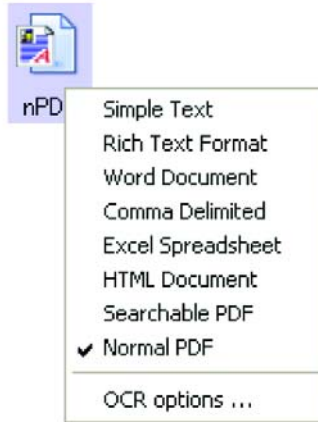 nPD
Simple Text
Rich Text Format
Word Document
Comma Delimited
Excel Spreadsheet
HTML Document
Searchable PDF
Normal PDF
OCR options ...